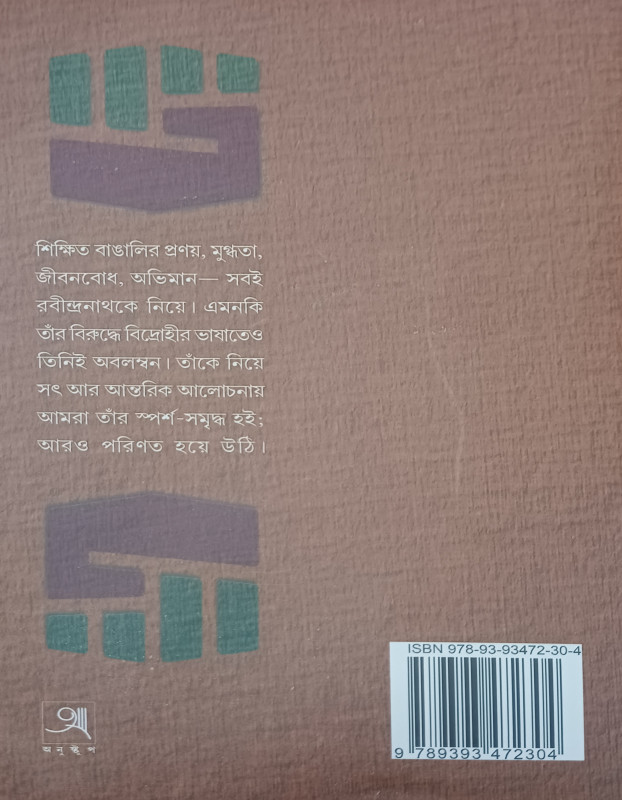 শিক্ষিত বাঙালির প্রণয়, মুগ্ধতা,
জীবনবোধ, অভিমান— সবই
রবীন্দ্রনাথকে নিয়ে। এমনকি
তাঁর বিরুদ্ধে বিদ্রোহীর ভাষাতেও
তিনিই অবলম্বন। তাঁকে নিয়ে
সৎ আর আন্তরিক আলোচনায়
আমরা তাঁর স্পর্শ-সমৃদ্ধ হই;
আরও পরিণত হয়ে উঠি।
ISBN 978-93-93472-30-4
9 789393 472304
অনুষ্টুপ